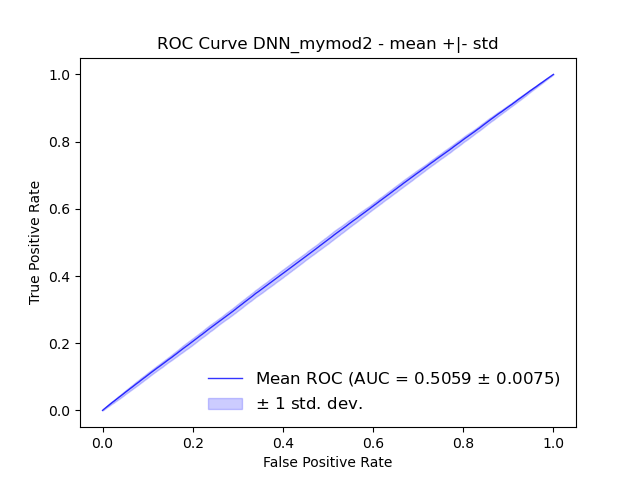 ROC Curve DNN_mymod2 - mean +|- std
1.0
0.8
0.6
0.4
0.2
0.0
True Positive Rate
Mean ROC (AUC = 0.5059 ± 0.0075)
± 1 std. dev.
0.0 0.2 0.4 0.6 0.8 1.0
False Positive Rate